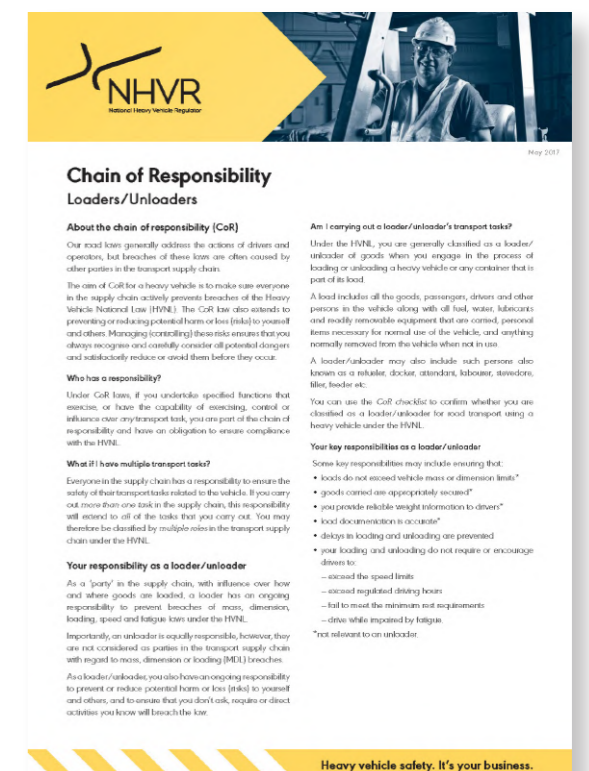 NHVR
National Heavy Vehicle Regulator
May 2017
Chain of Responsibility
Loaders/Unloaders
About the chain of responsibility (CoR)
Our road laws generally address the actions of drivers and
operators, but breaches of these laws are often caused by
other parties in the transport supply chain.
The aim of CoR for a heavy vehicle is to make sure everyone
in the supply chain actively prevents breaches of the Heavy
Vehicle National Law (HVNL). The CoR law also extends to
preventing or reducing potential harm or loss (risks) to yourself
and others. Managing (controlling) these risks ensures that you
always recognise and carefully consider all potential dangers
and satisfactorily reduce or avoid them before they occur.
Who has a responsibility?
Under CoR laws, if you undertake specified functions that
exercise, or have the capability of exercising, control or
influence over any transport task, you are part of the chain of
responsibility and have an obligation to ensure compliance
with the HVNL.
What if I have multiple transport tasks?
Everyone in the supply chain has a responsibility to ensure the
safety of their transport tasks related to the vehicle. If you carry
out more than one task in the supply chain, this responsibility
will extend to all of the tasks that you carry out. You may
therefore be classified by multiple roles in the transport supply
chain under the HVNL.
Your responsibility as a loader/unloader
As a 'party' in the supply chain, with influence over how
and where goods are loaded, a loader has an ongoing
responsibility to prevent breaches of mass, dimension,
loading, speed and fatigue laws under the HVNL.
Importantly, an unloader is equally responsible, however, they
are not considered as parties in the transport supply chain
with regard to mass, dimension or loading (MDL) breaches.
As a loader/unloader, you also have an ongoing responsibility
to prevent or reduce potential harm or loss (risks) to yourself
and others, and to ensure that you don't ask, require or direct
activities you know will breach the law.
Am I carrying out a loader/unloader's transport tasks?
Under the HVNL, you are generally classified as a loader/
unloader of goods when you engage in the process of
loading or unloading a heavy vehicle or any container that is
part of its load.
A load includes all the goods, passengers, drivers and other
persons in the vehicle along with all fuel, water, lubricants
and readily removable equipment that are carried, personal
items necessary for normal use of the vehicle, and anything
normally removed from the vehicle when not in use.
A loader/unloader may also include such persons also
known as a refueler, docker, attendant, labourer, stevedore,
filler, feeder etc.
You can use the CoR checklist to confirm whether you are
classified as a loader/unloader for road transport using a
heavy vehicle under the HVNL.
Your key responsibilities as a loader/unloader
Some key responsibilities may include ensuring that:
• loads do not exceed vehicle mass or dimension limits*
• goods carried are appropriately secured*
• you provide reliable weight information to drivers*
• load documentation is accurate*
• delays in loading and unloading are prevented
• your loading and unloading do not require or encourage
drivers to:
– exceed the speed limits
– exceed regulated driving hours
– fail to meet the minimum rest requirements
– drive while impaired by fatigue.
*not relevant to an unloader.
Heavy vehicle safety. It's your business.